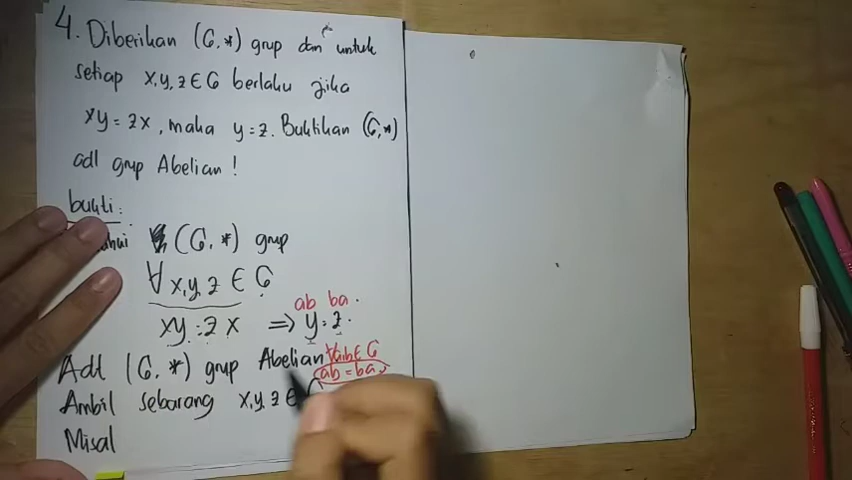 4. Diberikan (G,*) grup dan untuk
setiap x,y,z ∈ G berlaku jika
xy = zx, maka y = z. Buktikan (G,*)
adl grup Abelian!
bukti:
(G,*) grup
∀ x,y,z ∈ G
ab ba.
xy = zx ⇒ y = z.
Adt (G,*) grup Abelian ∀a,b ∈ G
ab = ba
Ambil sebarang x,y,z ∈
Misal